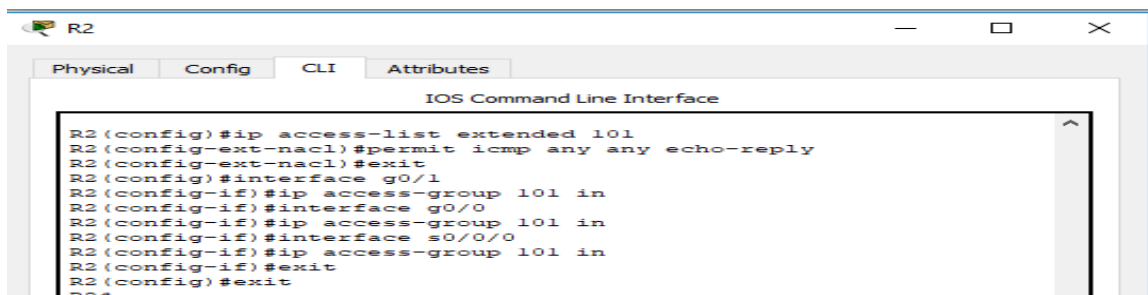 R2
Physical Config CLI Attributes
IOS Command Line Interface
R2(config)#ip access-list extended 101
R2(config-ext-nacl)#permit icmp any any echo-reply
R2(config-ext-nacl)#exit
R2(config)#interface g0/1
R2(config-if)#ip access-group 101 in
R2(config-if)#interface g0/0
R2(config-if)#ip access-group 101 in
R2(config-if)#interface s0/0/0
R2(config-if)#ip access-group 101 in
R2(config-if)#exit
R2(config)#exit